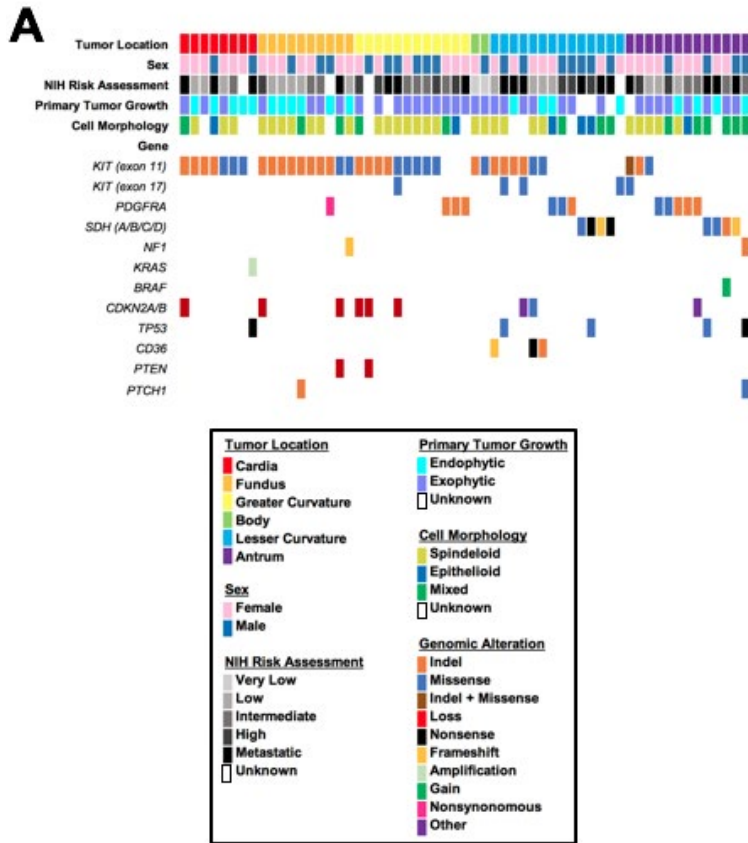 A
Tumor Location
Sex
NIH Risk Assessment
Primary Tumor Growth
Cell Morphology
Gene
KIT (exon 11)
KIT (exon 17)
PDGFRA
SDH (A/B/C/D)
NF1
KRAS
BRAF
CDKN2A/B
TP53
CD36
PTEN
PTCH1
Tumor Location
Cardia
Fundus
Greater Curvature
Body
Lesser Curvature
Antrum
Sex
Female
Male
NIH Risk Assessment
Very Low
Low
Intermediate
High
Metastatic
Unknown
Primary Tumor Growth
Endophytic
Exophytic
Unknown
Cell Morphology
Spindeloid
Epithelioid
Mixed
Unknown
Genomic Alteration
Indel
Missense
Indel + Missense
Loss
Nonsense
Frameshift
Amplification
Gain
Nonsynonomous
Other